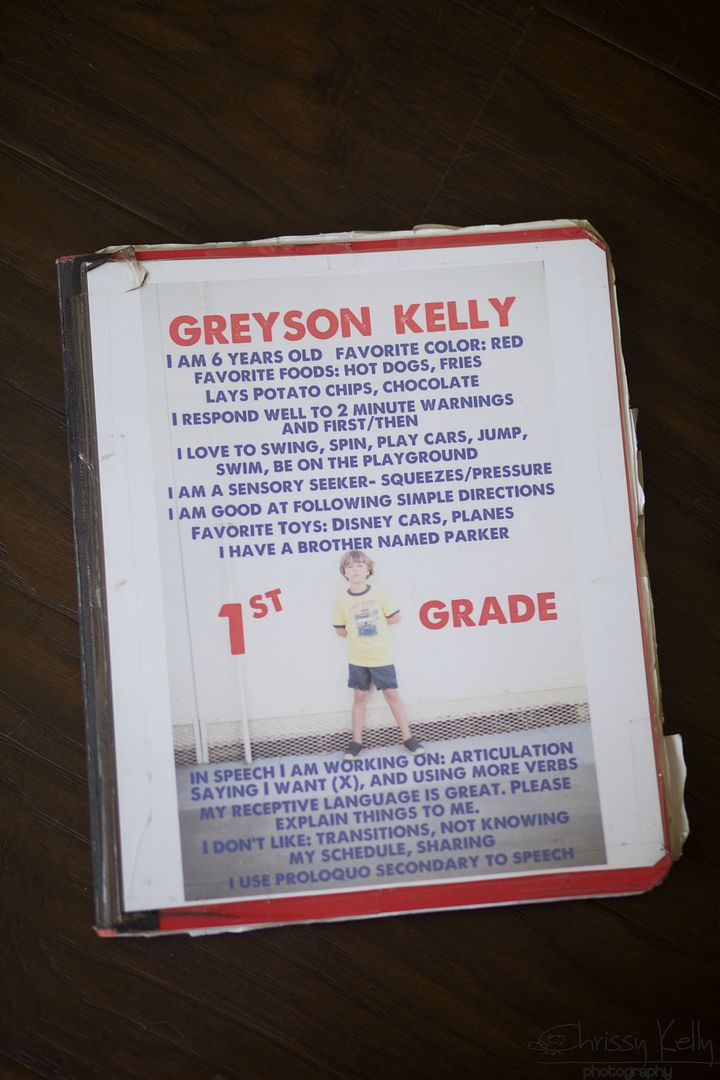 GREYSON KELLY
I AM 6 YEARS OLD FAVORITE COLOR: RED
FAVORITE FOODS: HOT DOGS, FRIES
LAYS POTATO CHIPS, CHOCOLATE
I RESPOND WELL TO 2 MINUTE WARNINGS
AND FIRST/THEN
I LOVE TO SWING, SPIN, PLAY CARS, JUMP,
SWIM, BE ON THE PLAYGROUND
I AM A SENSORY SEEKER- SQUEEZES/PRESSURE
I AM GOOD AT FOLLOWING SIMPLE DIRECTIONS
FAVORITE TOYS: DISNEY CARS, PLANES
I HAVE A BROTHER NAMED PARKER
1ST GRADE
IN SPEECH I AM WORKING ON: ARTICULATION
SAYING I WANT (X), AND USING MORE VERBS
MY RECEPTIVE LANGUAGE IS GREAT. PLEASE
EXPLAIN THINGS TO ME.
I DON'T LIKE: TRANSITIONS, NOT KNOWING
MY SCHEDULE, SHARING
I USE PROLOQUO SECONDARY TO SPEECH
Chrissy Kelly
photography